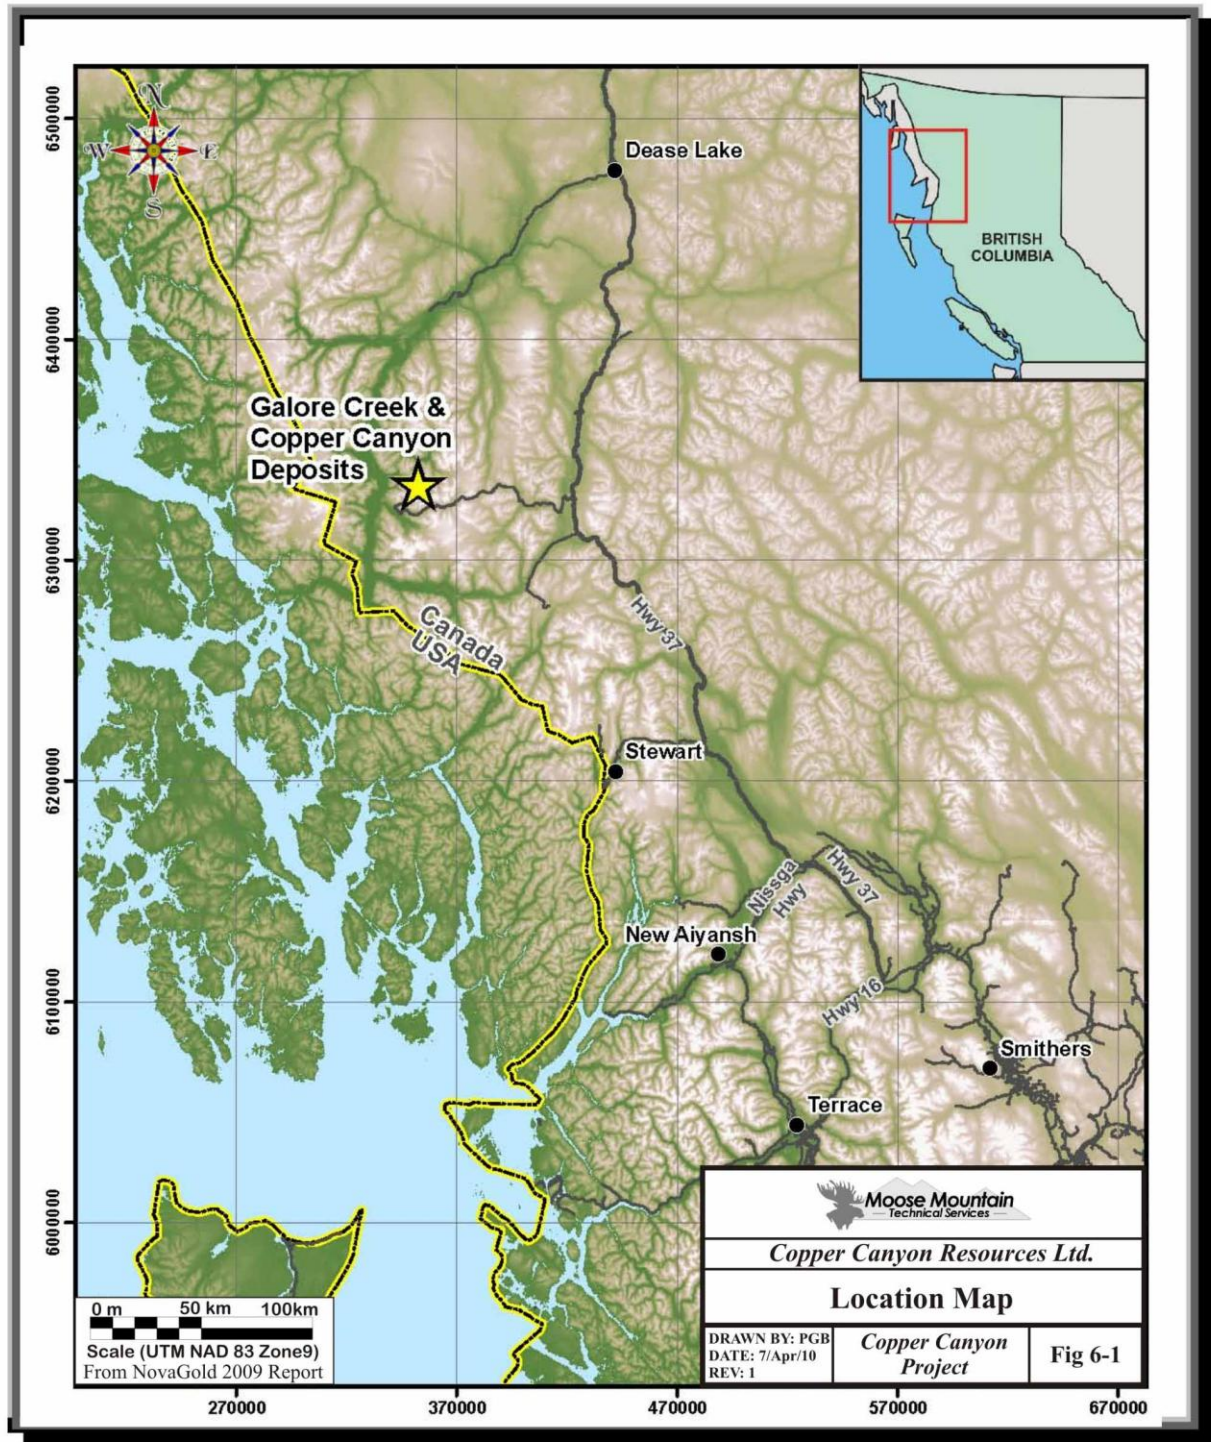 N
W
E
S
6500000
6400000
6300000
6200000
6100000
6000000
270000
370000
470000
570000
670000
BRITISH
COLUMBIA
Dease Lake
Galore Creek &
Copper Canyon
Deposits
Hwy 37
Canada
USA
Stewart
Nissga
Hwy
Hwy 37
New Aiyansh
Hwy 16
Smithers
Terrace
0 m 50 km 100km
Scale (UTM NAD 83 Zone9)
From NovaGold 2009 Report
Moose Mountain
Technical Services
Copper Canyon Resources Ltd.
Location Map
DRAWN BY: PGB
DATE: 7/Apr/10
REV: 1
Copper Canyon
Project
Fig 6-1